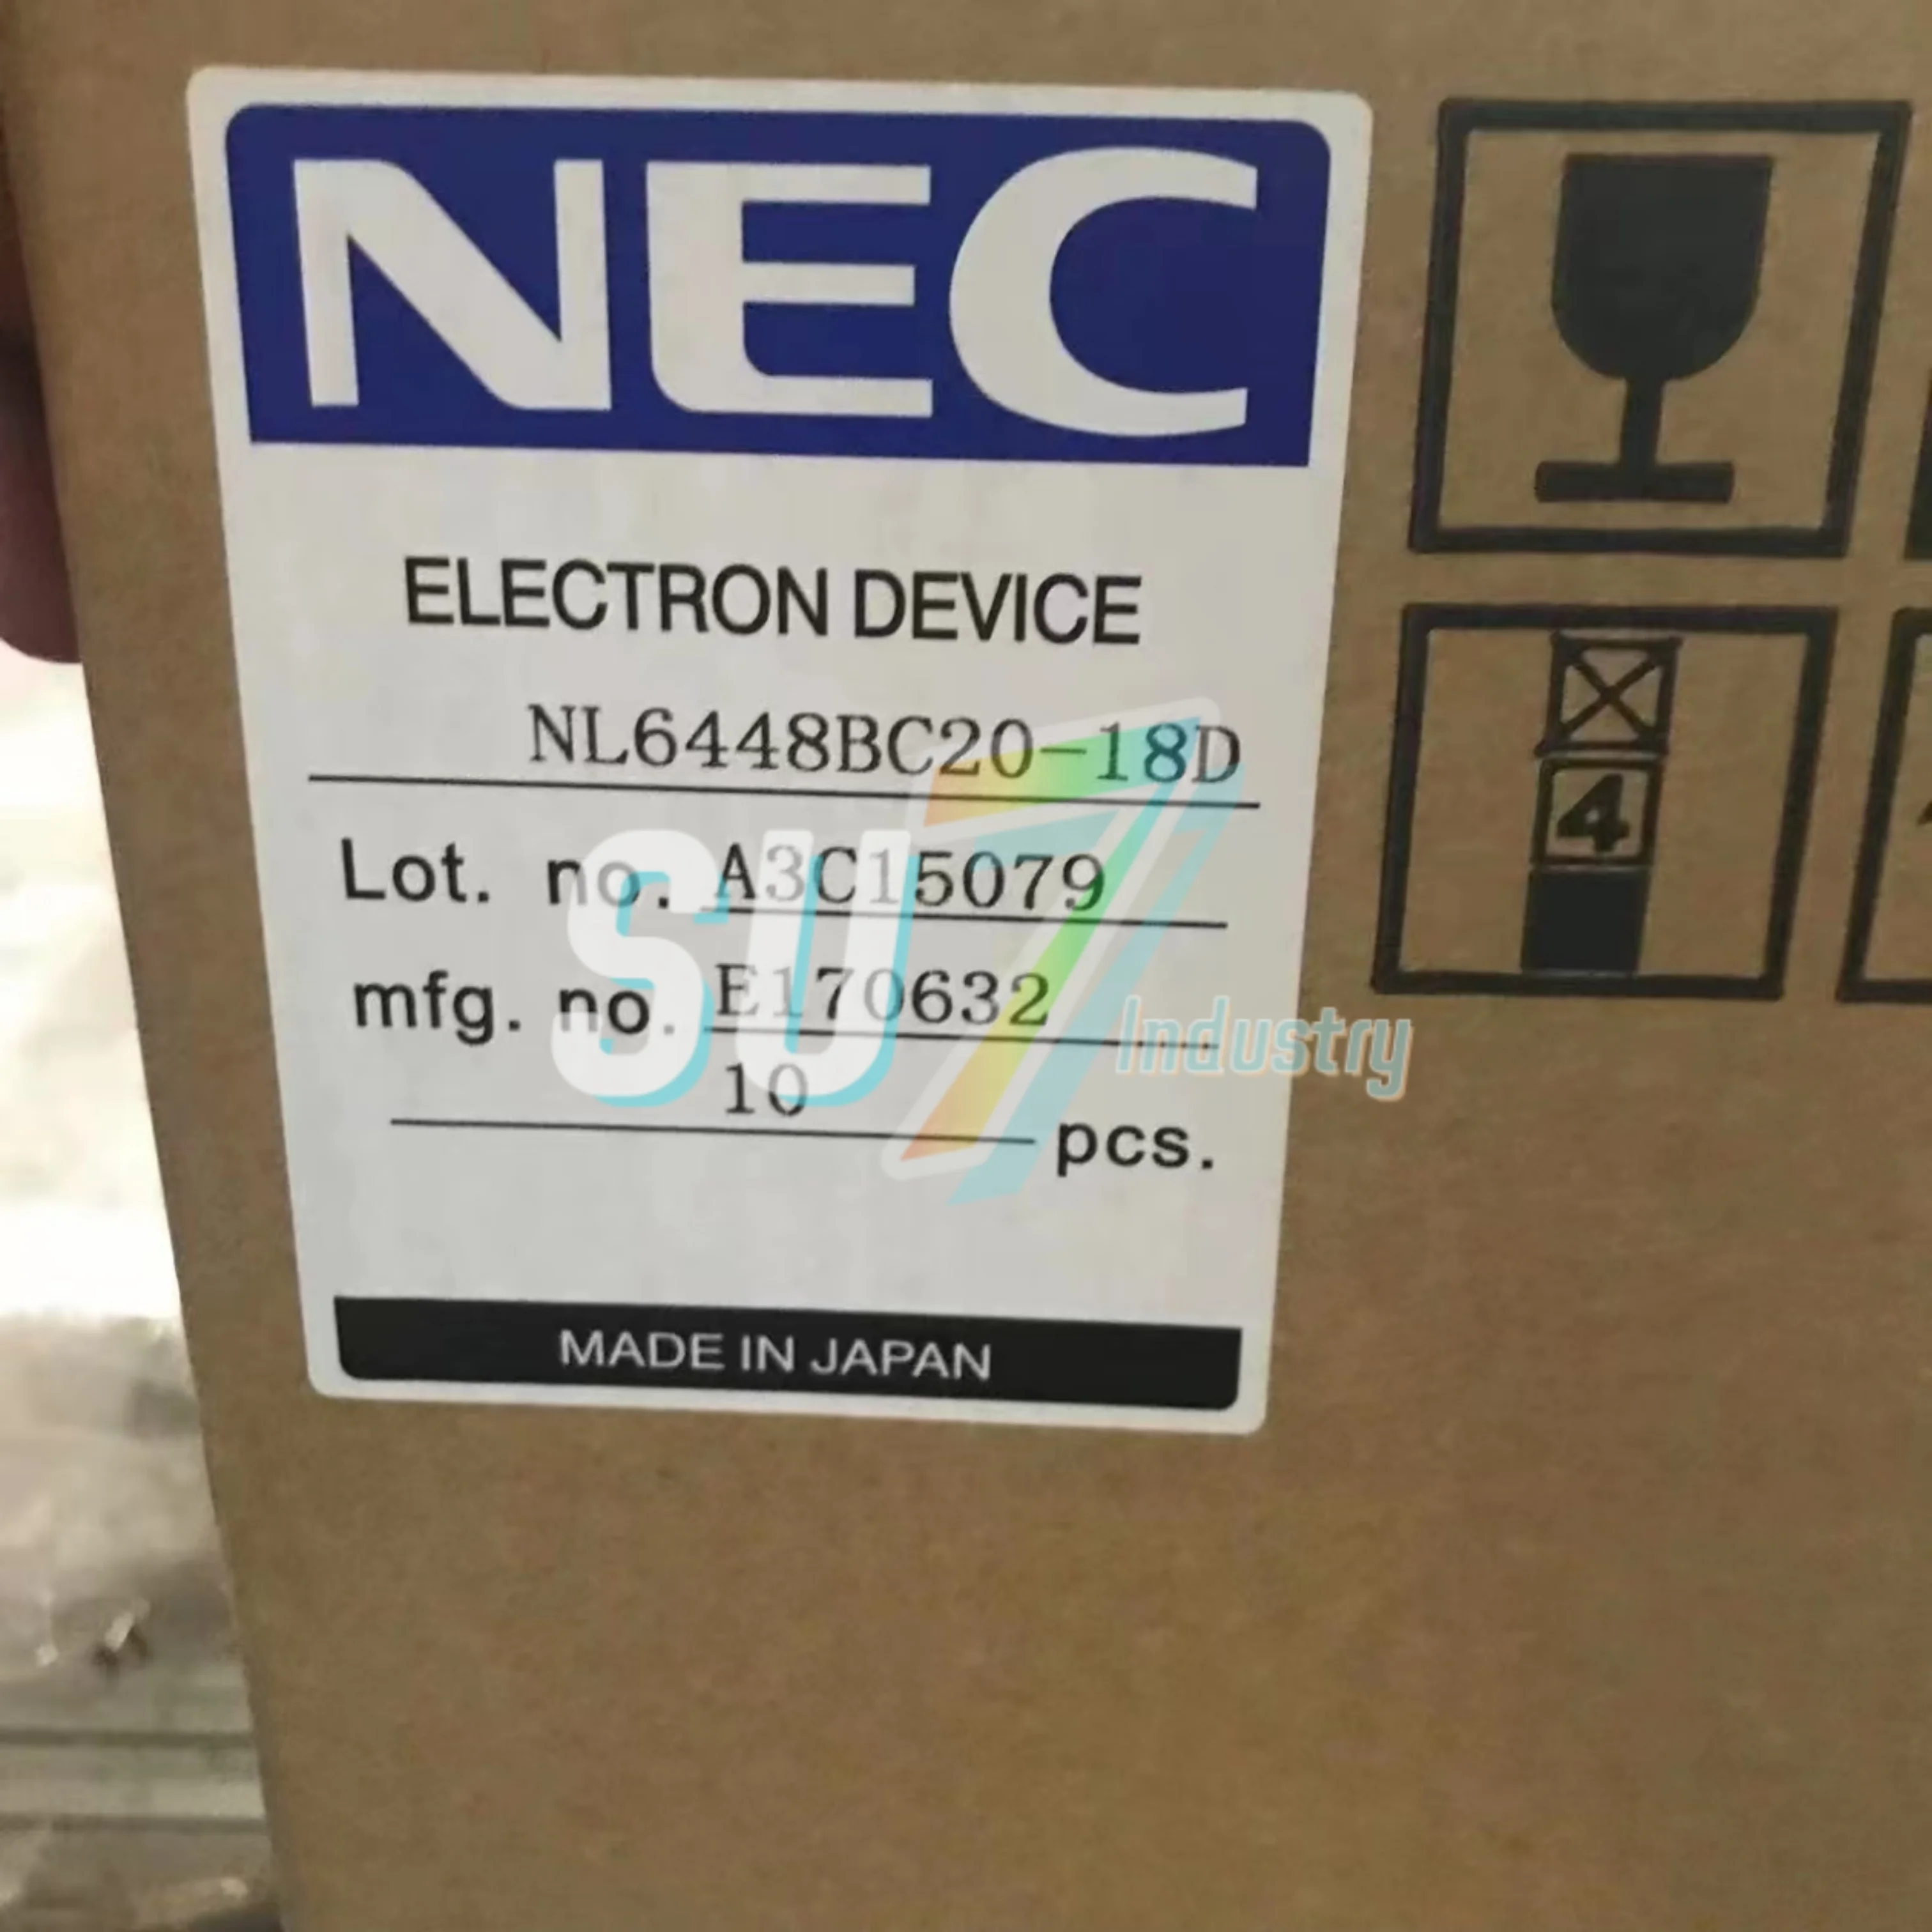 NEC
ELECTRON DEVICE
NL6448BC20-18D
Lot. no. A3C15079
mfg. no. E170632
10 pcs.
MADE IN JAPAN
4
SU7 Industry